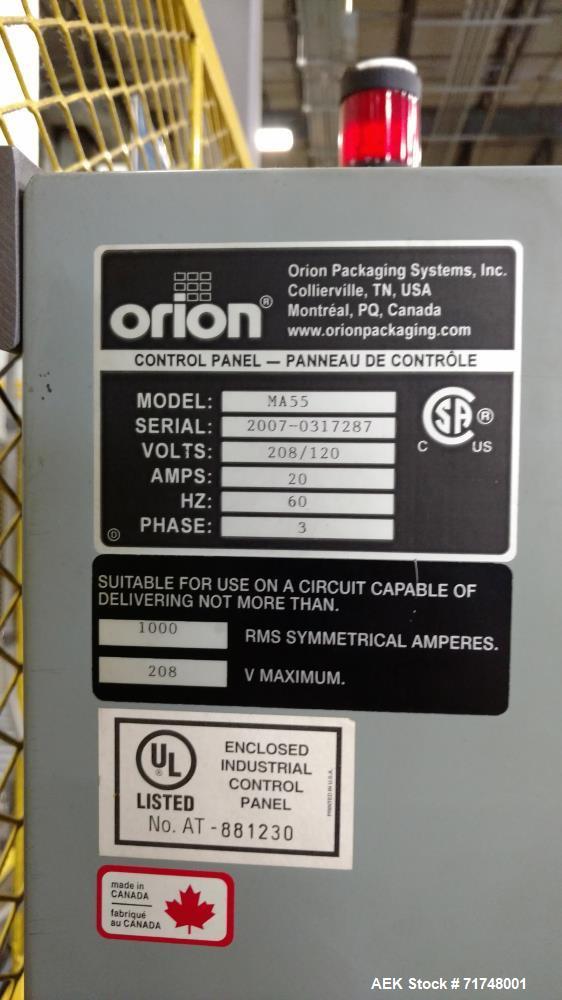 orion®
Orion Packaging Systems, Inc.
Collierville, TN, USA
Montréal, PQ, Canada
www.orionpackaging.com
CONTROL PANEL — PANNEAU DE CONTRÔLE
MODEL: MA55
SERIAL: 2007-0317287
VOLTS: 208/120
AMPS: 20
HZ: 60
PHASE: 3
SA ®
C US
D
SUITABLE FOR USE ON A CIRCUIT CAPABLE OF
DELIVERING NOT MORE THAN.
1000 RMS SYMMETRICAL AMPERES.
208 V MAXIMUM.
UL
®
LISTED
ENCLOSED
INDUSTRIAL
CONTROL
PANEL
PRINTED IN U.S.A.
No. AT -881230
made in
CANADA
fabriqué
au CANADA
AEK Stock # 71748001